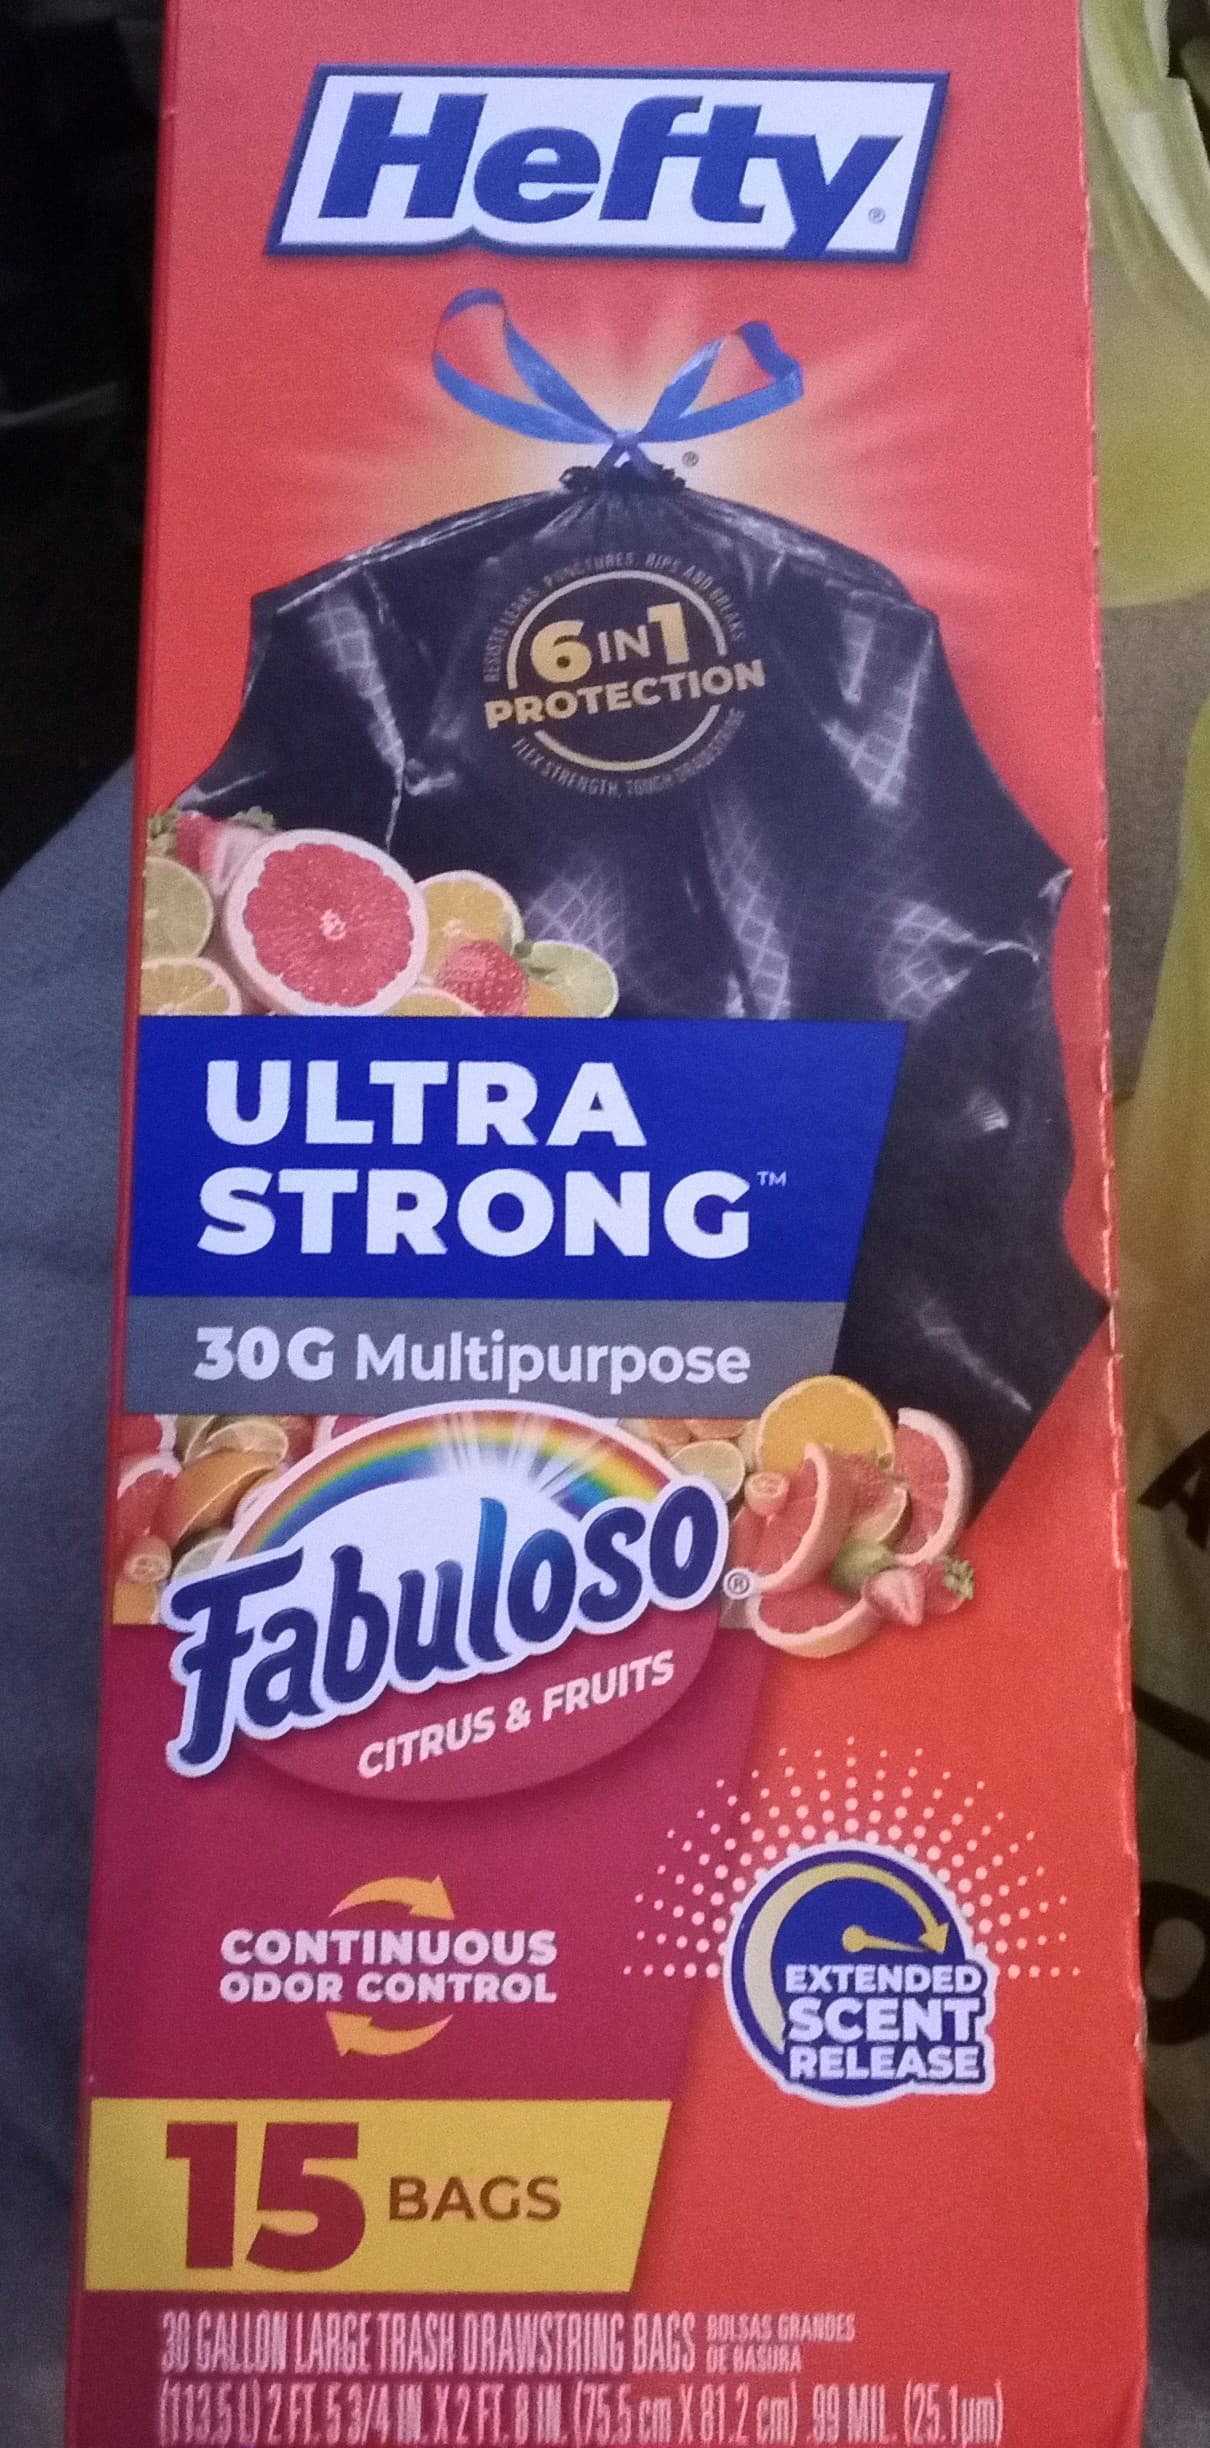 Hefty®
®
RESISTS LEAKS, PUNCTURES, RIPS AND BREAKS
6 IN 1
PROTECTION
FLEX STRENGTH, TOUGH DRAWSTRING
ULTRA
STRONG™
30G Multipurpose
Fabuloso®
CITRUS & FRUITS
CONTINUOUS
ODOR CONTROL
EXTENDED
SCENT
RELEASE
15 BAGS
30 GALLON LARGE TRASH DRAWSTRING BAGS BOLSAS GRANDES
DE BASURA
(113.5 L) 2 FT. 5 3/4 IN. X 2 FT. 8 IN. (75.5 cm X 81.2 cm) .99 MIL. (25.1 µm)